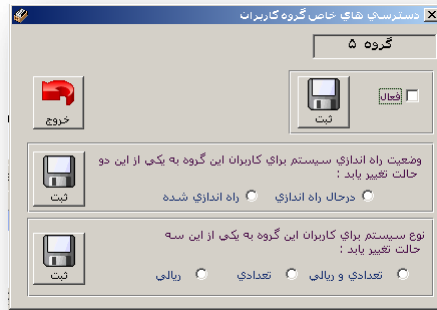 دسترسي هاي خاص گروه كاربران
گروه ۵
فعال
ثبت
خروج
وضعيت راه اندازي سيستم براي كاربران اين گروه به يكي از اين دو
حالت تغيير يابد :
درحال راه اندازي
راه اندازي شده
ثبت
نوع سيستم براي كاربران اين گروه به يكي از اين سه
حالت تغيير يابد :
تعدادي و ريالي
تعدادي
ريالي
ثبت